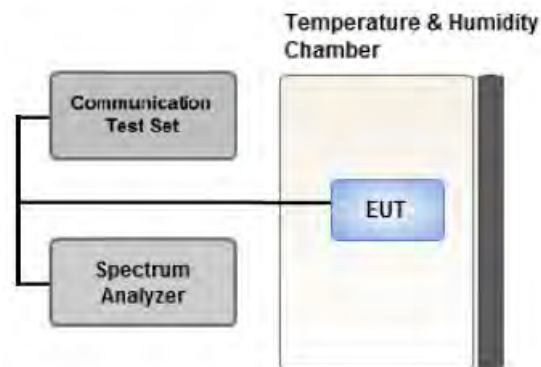 Temperature & Humidity
Chamber
Communication
Test Set
EUT
Spectrum
Analyzer